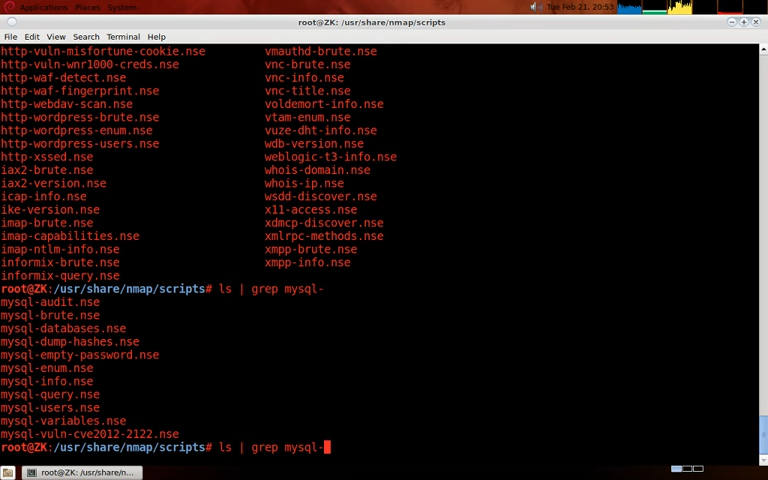 Applications Places System Tue Feb 21, 20:53
root@ZK: /usr/share/nmap/scripts
File Edit View Search Terminal Help
http-vuln-misfortune-cookie.nse vmauthd-brute.nse
http-vuln-wnr1000-creds.nse vnc-brute.nse
http-waf-detect.nse vnc-info.nse
http-waf-fingerprint.nse vnc-title.nse
http-webdav-scan.nse voldemort-info.nse
http-wordpress-brute.nse vtam-enum.nse
http-wordpress-enum.nse vuze-dht-info.nse
http-wordpress-users.nse wdb-version.nse
http-xssed.nse weblogic-t3-info.nse
iax2-brute.nse whois-domain.nse
iax2-version.nse whois-ip.nse
icap-info.nse wsdd-discover.nse
ike-version.nse x11-access.nse
imap-brute.nse xdmcp-discover.nse
imap-capabilities.nse xmlrpc-methods.nse
imap-ntlm-info.nse xmpp-brute.nse
informix-brute.nse xmpp-info.nse
informix-query.nse
root@ZK:/usr/share/nmap/scripts# ls | grep mysql-
mysql-audit.nse
mysql-brute.nse
mysql-databases.nse
mysql-dump-hashes.nse
mysql-empty-password.nse
mysql-enum.nse
mysql-info.nse
mysql-query.nse
mysql-users.nse
mysql-variables.nse
mysql-vuln-cve2012-2122.nse
root@ZK:/usr/share/nmap/scripts# ls | grep mysql-
root@ZK: /usr/share/n...